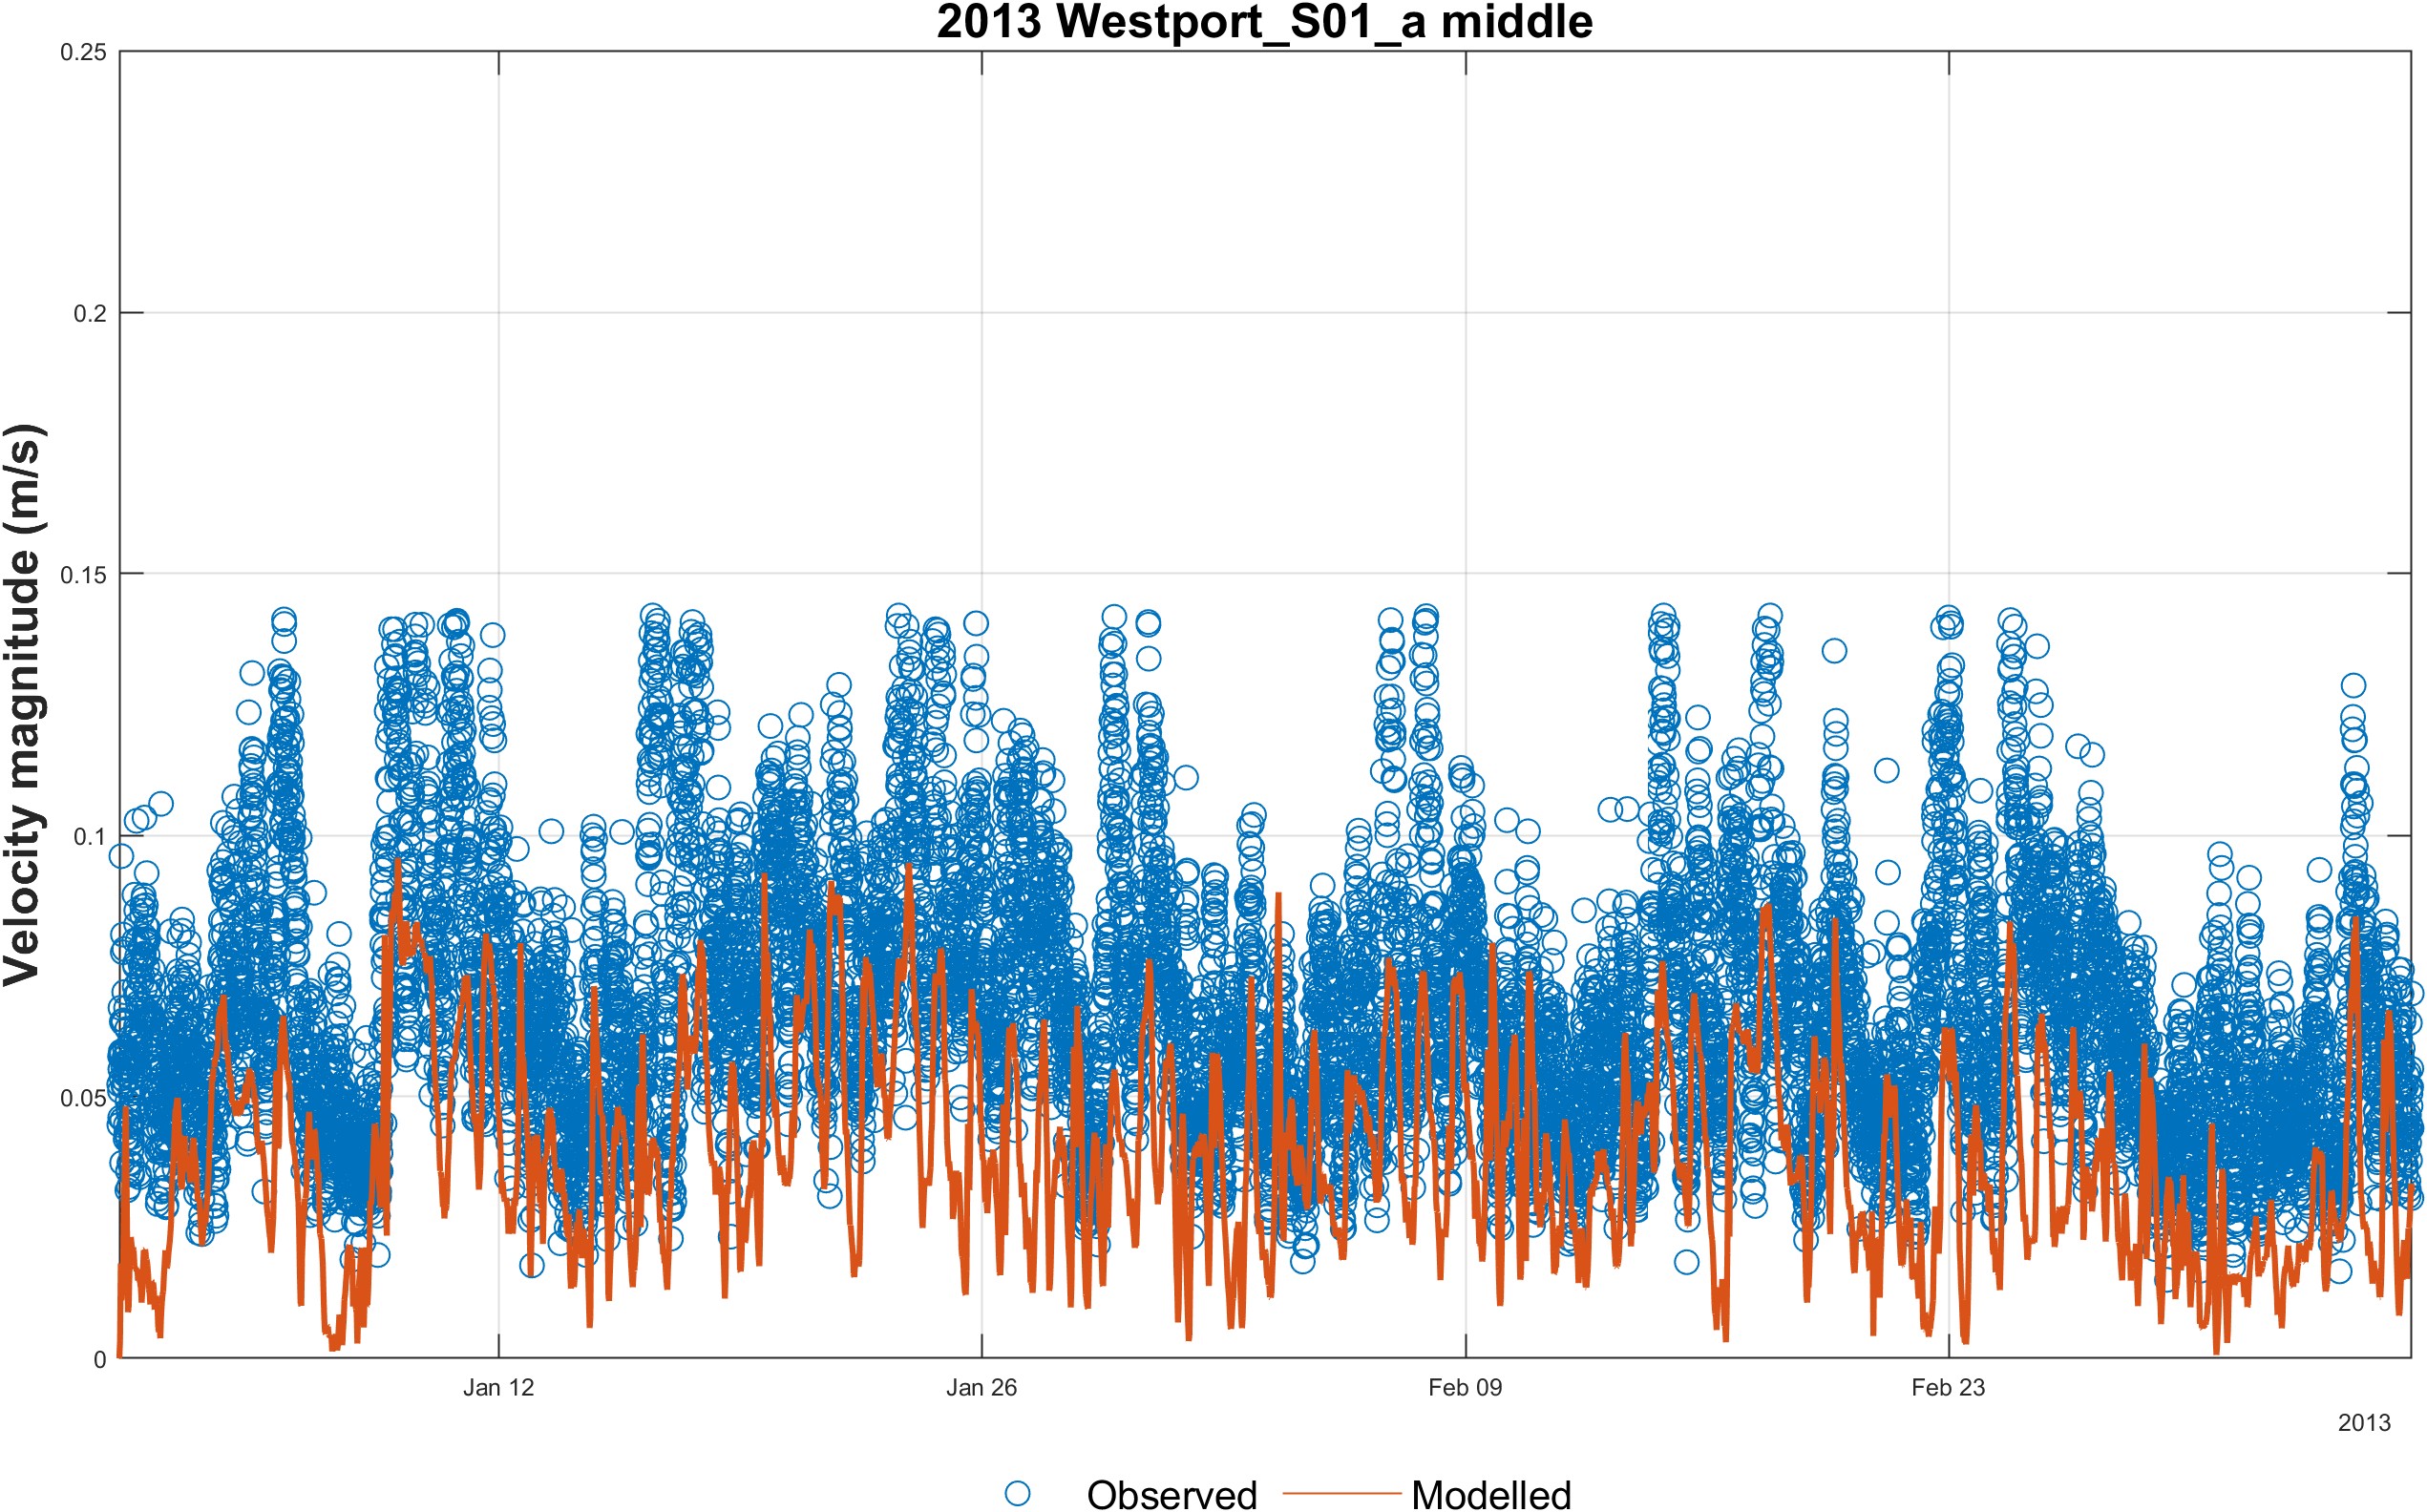 2013 Westport_S01_a middle
Velocity magnitude (m/s)
0.25
0.2
0.15
0.1
0.05
0
Jan 12
Jan 26
Feb 09
Feb 23
2013
Observed
Modelled